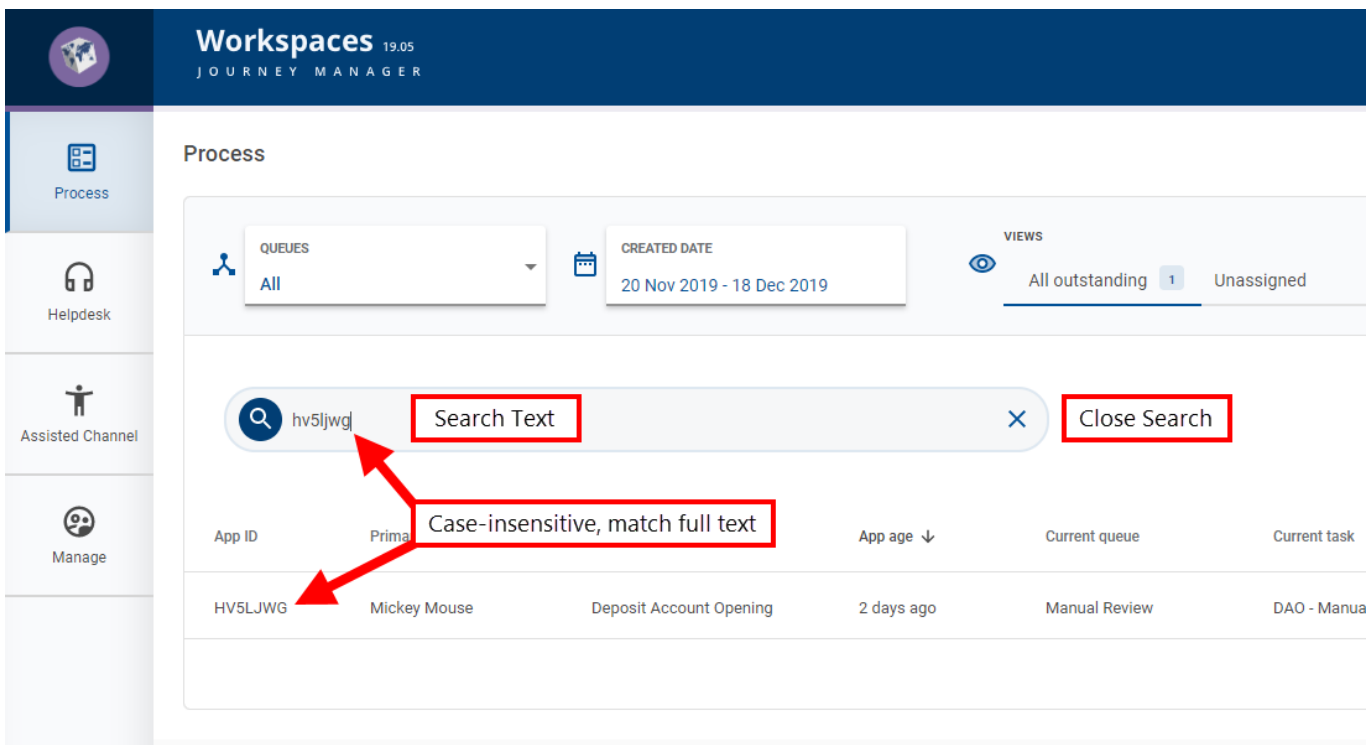 Workspaces 19.05
JOURNEY MANAGER
Process
Helpdesk
Assisted Channel
Manage
Process
QUEUES
All
CREATED DATE
20 Nov 2019 - 18 Dec 2019
VIEWS
All outstanding 1
Unassigned
hv5ljwg
Search Text
Close Search
Case-insensitive, match full text
App ID
App age
Current queue
Current task
HV5LJWG
Mickey Mouse
Deposit Account Opening
2 days ago
Manual Review
DAO -